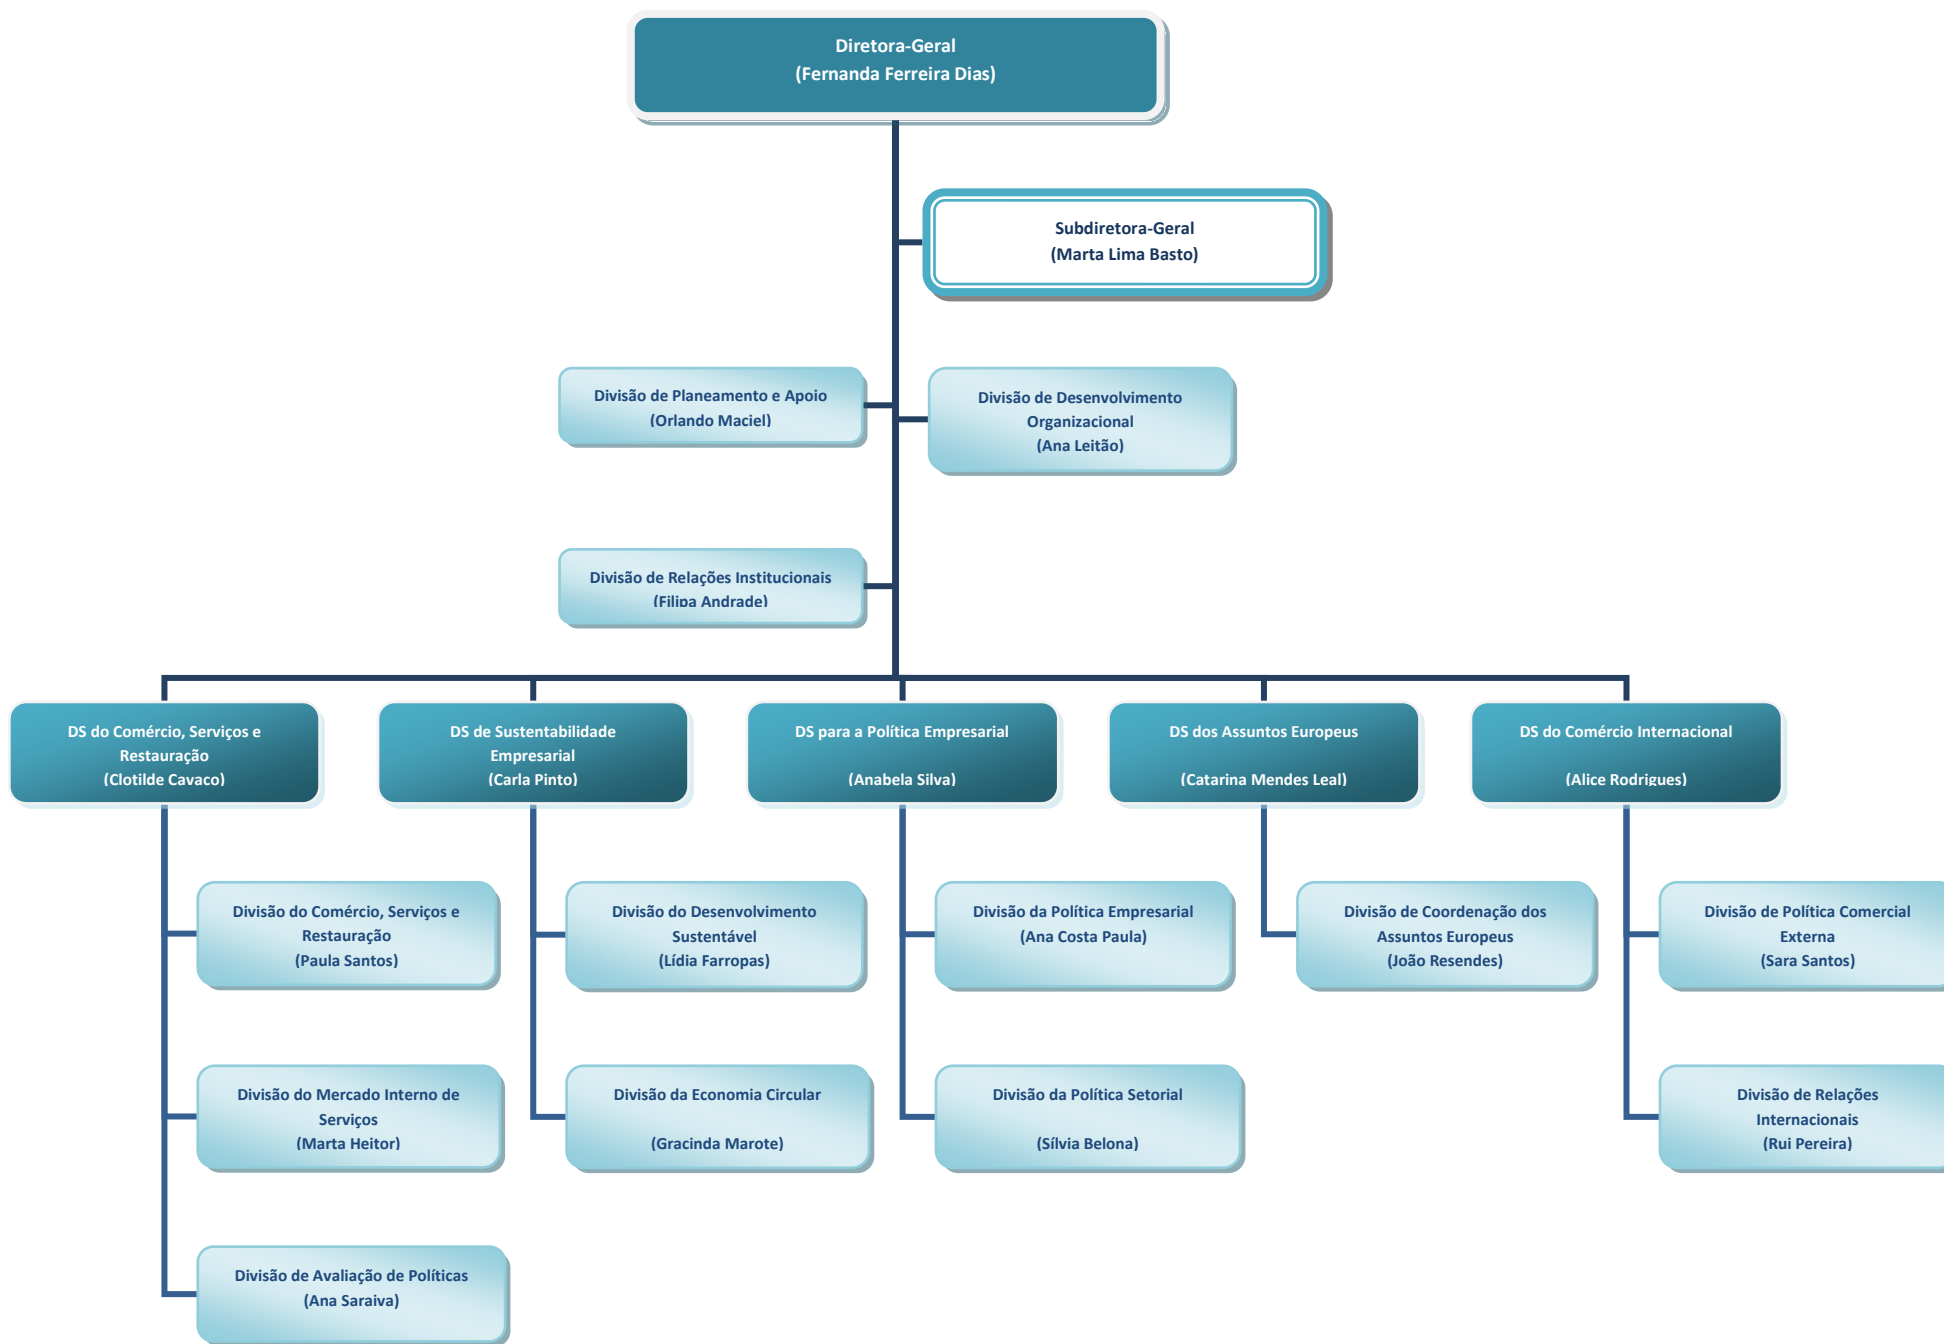 Diretora-Geral
(Fernanda Ferreira Dias)
Subdiretora-Geral
(Marta Lima Basto)
Divisão de Planeamento e Apoio
(Orlando Maciel)
Divisão de Desenvolvimento
Organizacional
(Ana Leitão)
Divisão de Relações Institucionais
(Filipa Andrade)
DS do Comércio, Serviços e
Restauração
(Clotilde Cavaco)
DS de Sustentabilidade
Empresarial
(Carla Pinto)
DS para a Política Empresarial
(Anabela Silva)
DS dos Assuntos Europeus
(Catarina Mendes Leal)
DS do Comércio Internacional
(Alice Rodrigues)
Divisão do Comércio, Serviços e
Restauração
(Paula Santos)
Divisão do Desenvolvimento
Sustentável
(Lídia Farropas)
Divisão da Política Empresarial
(Ana Costa Paula)
Divisão de Coordenação dos
Assuntos Europeus
(João Resendes)
Divisão de Política Comercial
Externa
(Sara Santos)
Divisão do Mercado Interno de
Serviços
(Marta Heitor)
Divisão da Economia Circular
(Gracinda Marote)
Divisão da Política Setorial
(Sílvia Belona)
Divisão de Relações
Internacionais
(Rui Pereira)
Divisão de Avaliação de Políticas
(Ana Saraiva)